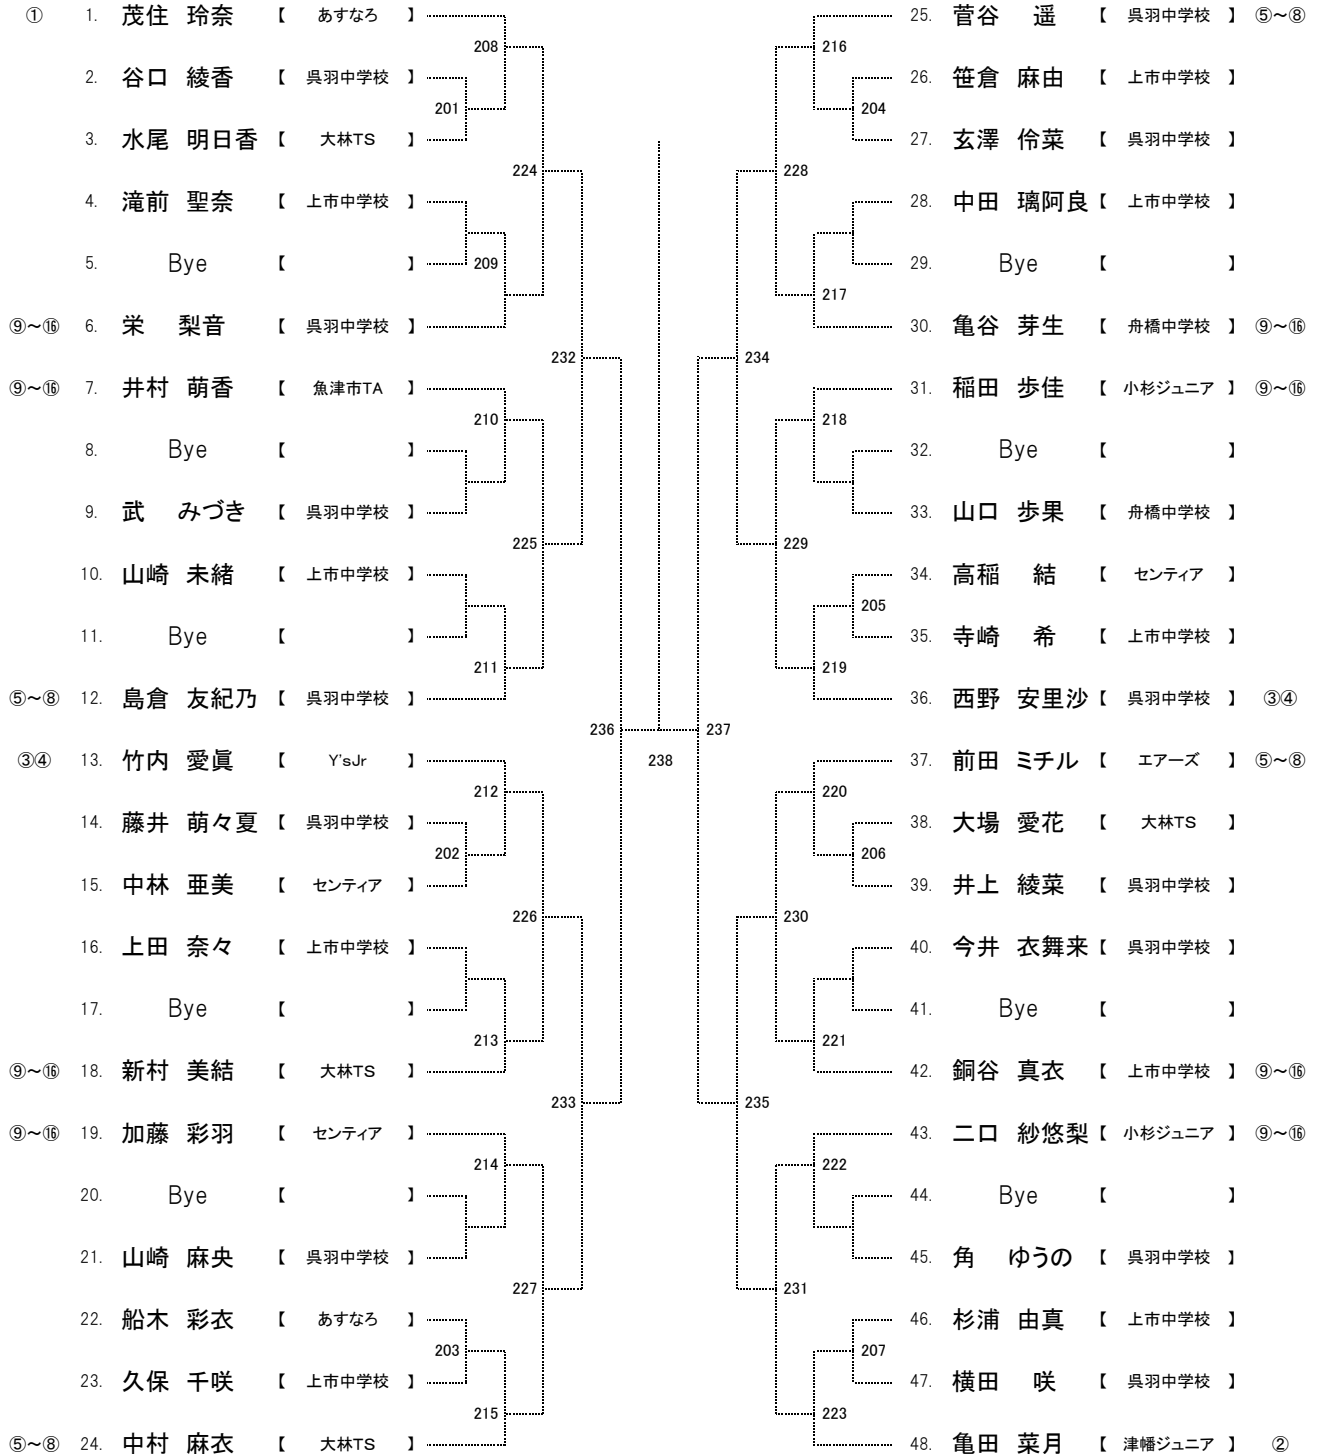 ① 1. 茂住 玲奈 【 あすなろ 】
208
2. 谷口 綾香 【 呉羽中学校 】
201
3. 水尾 明日香 【 大林TS 】
224
4. 滝前 聖奈 【 上市中学校 】
5. Bye 【 】
209
⑨～⑯ 6. 栄 梨音 【 呉羽中学校 】
232
⑨～⑯ 7. 井村 萌香 【 魚津市TA 】
210
8. Bye 【 】
9. 武 みづき 【 呉羽中学校 】
225
10. 山崎 未緒 【 上市中学校 】
11. Bye 【 】
211
⑤～⑧ 12. 島倉 友紀乃 【 呉羽中学校 】
236
③④ 13. 竹内 愛眞 【 Y'sJr 】
212
14. 藤井 萌々夏 【 呉羽中学校 】
202
15. 中林 亜美 【 センティア 】
226
16. 上田 奈々 【 上市中学校 】
17. Bye 【 】
213
⑨～⑯ 18. 新村 美結 【 大林TS 】
233
⑨～⑯ 19. 加藤 彩羽 【 センティア 】
214
20. Bye 【 】
21. 山崎 麻央 【 呉羽中学校 】
227
22. 船木 彩衣 【 あすなろ 】
203
23. 久保 千咲 【 上市中学校 】
215
⑤～⑧ 24. 中村 麻衣 【 大林TS 】
238
25. 菅谷 遥 【 呉羽中学校 】 ⑤～⑧
216
26. 笹倉 麻由 【 上市中学校 】
204
27. 玄澤 伶菜 【 呉羽中学校 】
228
28. 中田 璃阿良 【 上市中学校 】
29. Bye 【 】
217
30. 亀谷 芽生 【 舟橋中学校 】 ⑨～⑯
234
31. 稲田 歩佳 【 小杉ジュニア 】 ⑨～⑯
218
32. Bye 【 】
33. 山口 歩果 【 舟橋中学校 】
229
34. 高稲 結 【 センティア 】
205
35. 寺崎 希 【 上市中学校 】
219
36. 西野 安里沙 【 呉羽中学校 】 ③④
237
37. 前田 ミチル 【 エアーズ 】 ⑤～⑧
220
38. 大場 愛花 【 大林TS 】
206
39. 井上 綾菜 【 呉羽中学校 】
230
40. 今井 衣舞来 【 呉羽中学校 】
41. Bye 【 】
221
42. 銅谷 真衣 【 上市中学校 】 ⑨～⑯
235
43. 二口 紗悠梨 【 小杉ジュニア 】 ⑨～⑯
222
44. Bye 【 】
45. 角 ゆうの 【 呉羽中学校 】
231
46. 杉浦 由真 【 上市中学校 】
207
47. 横田 咲 【 呉羽中学校 】
223
48. 亀田 菜月 【 津幡ジュニア 】 ②